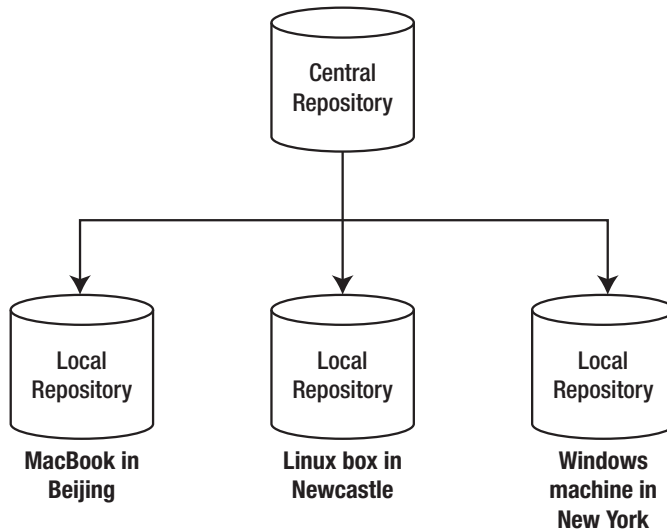 Central
Repository
Local
Repository
MacBook in
Beijing
Local
Repository
Linux box in
Newcastle
Local
Repository
Windows
machine in
New York